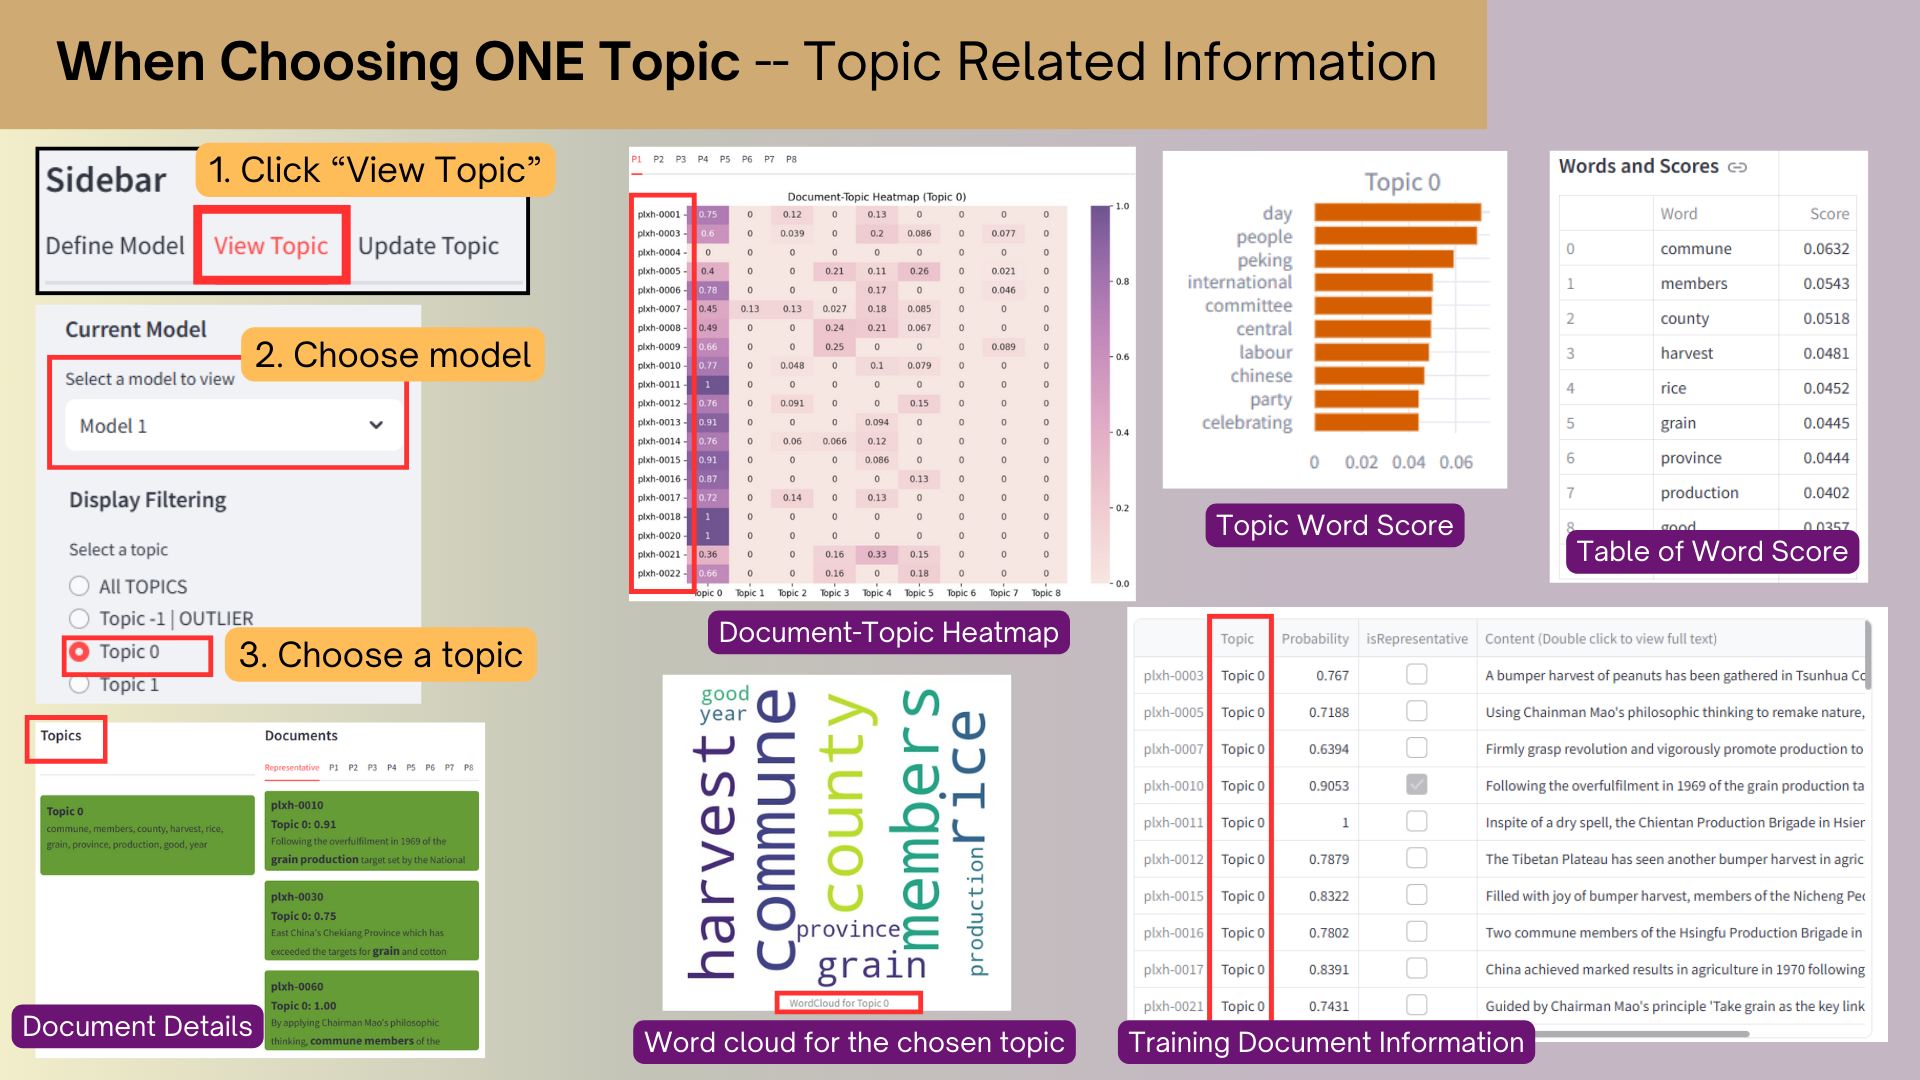 When Choosing ONE Topic -- Topic Related Information
Sidebar
1. Click “View Topic”
Define Model View Topic Update Topic
Current Model
2. Choose model
Select a model to view
Model 1
Display Filtering
Select a topic
All TOPICS
Topic -1 | OUTLIER
Topic 0
3. Choose a topic
Topic 1
Topics
Topic 0
commune, members, county, harvest, rice,
grain, province, production, good, year
Documents
Representative P1 P2 P3 P4 P5 P6 P7 P8
plxh-0010
Topic 0: 0.91
Following the overfulfilment in 1969 of the
grain production target set by the National
plxh-0030
Topic 0: 0.75
East China's Chekiang Province which has
exceeded the targets for grain and cotton
plxh-0060
Topic 0: 1.00
By applying Chairman Mao's philosophic
thinking, commune members of the
Document Details
P1 P2 P3 P4 P5 P6 P7 P8
Document-Topic Heatmap (Topic 0)
plxh-0001 0.75 0 0.12 0 0.13 0 0 0 0
plxh-0003 0.6 0 0.039 0 0.2 0.086 0 0.077 0
plxh-0004 0 0 0 0 0 0 0 0 0
plxh-0005 0.4 0 0 0.21 0.11 0.26 0 0.021 0
plxh-0006 0.78 0 0 0 0.17 0 0 0.046 0
plxh-0007 0.45 0.13 0.13 0.027 0.18 0.085 0 0 0
plxh-0008 0.49 0 0 0.24 0.21 0.067 0 0 0
plxh-0009 0.66 0 0 0.25 0 0 0 0.089 0
plxh-0010 0.77 0 0.048 0 0.1 0.079 0 0 0
plxh-0011 1 0 0 0 0 0 0 0 0
plxh-0012 0.76 0 0.091 0 0 0.15 0 0 0
plxh-0013 0.91 0 0 0 0.094 0 0 0 0
plxh-0014 0.76 0 0.06 0.066 0.12 0 0 0 0
plxh-0015 0.91 0 0 0 0.086 0 0 0 0
plxh-0016 0.87 0 0 0 0 0.13 0 0 0
plxh-0017 0.72 0 0.14 0 0.13 0 0 0 0
plxh-0018 1 0 0 0 0 0 0 0 0
plxh-0020 1 0 0 0 0 0 0 0 0
plxh-0021 0.36 0 0 0.16 0.33 0.15 0 0 0
plxh-0022 0.66 0 0 0.16 0 0.18 0 0 0
opic 0 Topic 1 Topic 2 Topic 3 Topic 4 Topic 5 Topic 6 Topic 7 Topic 8
1.0
0.8
0.6
0.4
0.2
0.0
Document-Topic Heatmap
Topic 0
day
people
peking
international
committee
central
labour
chinese
party
celebrating
0 0.02 0.04 0.06
Topic Word Score
Words and Scores
Word Score
0 commune 0.0632
1 members 0.0543
2 county 0.0518
3 harvest 0.0481
4 rice 0.0452
5 grain 0.0445
6 province 0.0444
7 production 0.0402
8 good 0.0357
Table of Word Score
good
year
harvest
commune
county
members
rice
production
province
grain
WordCloud for Topic 0
Word cloud for the chosen topic
Topic Probability isRepresentative Content (Double click to view full text)
plxh-0003 Topic 0 0.767 A bumper harvest of peanuts has been gathered in Tsunhua Co
plxh-0005 Topic 0 0.7188 Using Chainman Mao's philosophic thinking to remake nature,
plxh-0007 Topic 0 0.6394 Firmly grasp revolution and vigorously promote production to
plxh-0010 Topic 0 0.9053 Following the overfulfilment in 1969 of the grain production ta
plxh-0011 Topic 0 1 Inspite of a dry spell, the Chientan Production Brigade in Hsier
plxh-0012 Topic 0 0.7879 The Tibetan Plateau has seen another bumper harvest in agric
plxh-0015 Topic 0 0.8322 Filled with joy of bumper harvest, members of the Nicheng Pe
plxh-0016 Topic 0 0.7802 Two commune members of the Hsingfu Production Brigade in
plxh-0017 Topic 0 0.8391 China achieved marked results in agriculture in 1970 following
plxh-0021 Topic 0 0.7431 Guided by Chairman Mao's principle 'Take grain as the key link
Training Document Information